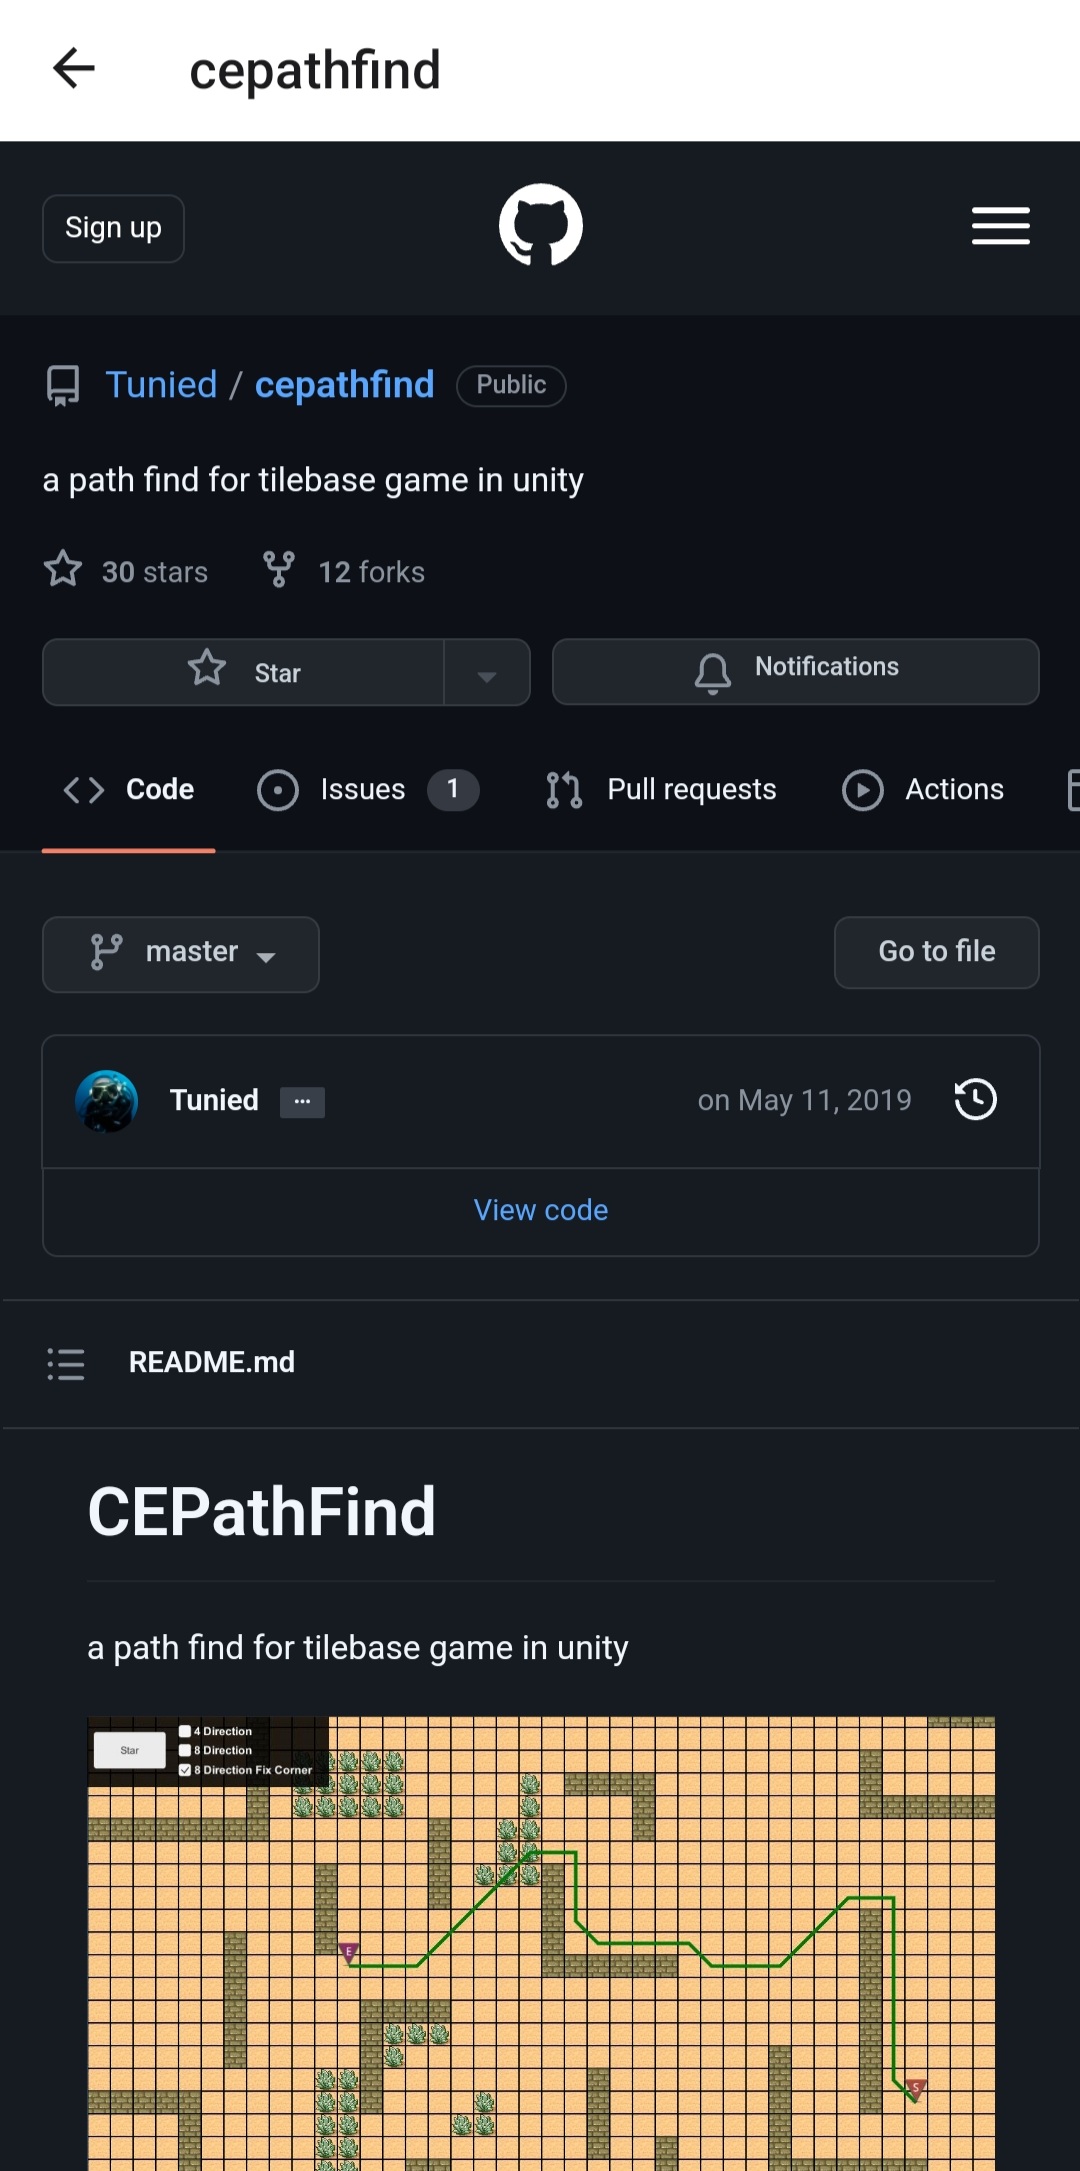 cepathfind
Sign up
Tunied / cepathfind Public
a path find for tilebase game in unity
30 stars 12 forks
Star Notifications
Code Issues 1 Pull requests Actions
master Go to file
Tunied ... on May 11, 2019
View code
README.md
CEPathFind
a path find for tilebase game in unity
Star
4 Direction
8 Direction
8 Direction Fix Corner
E
S